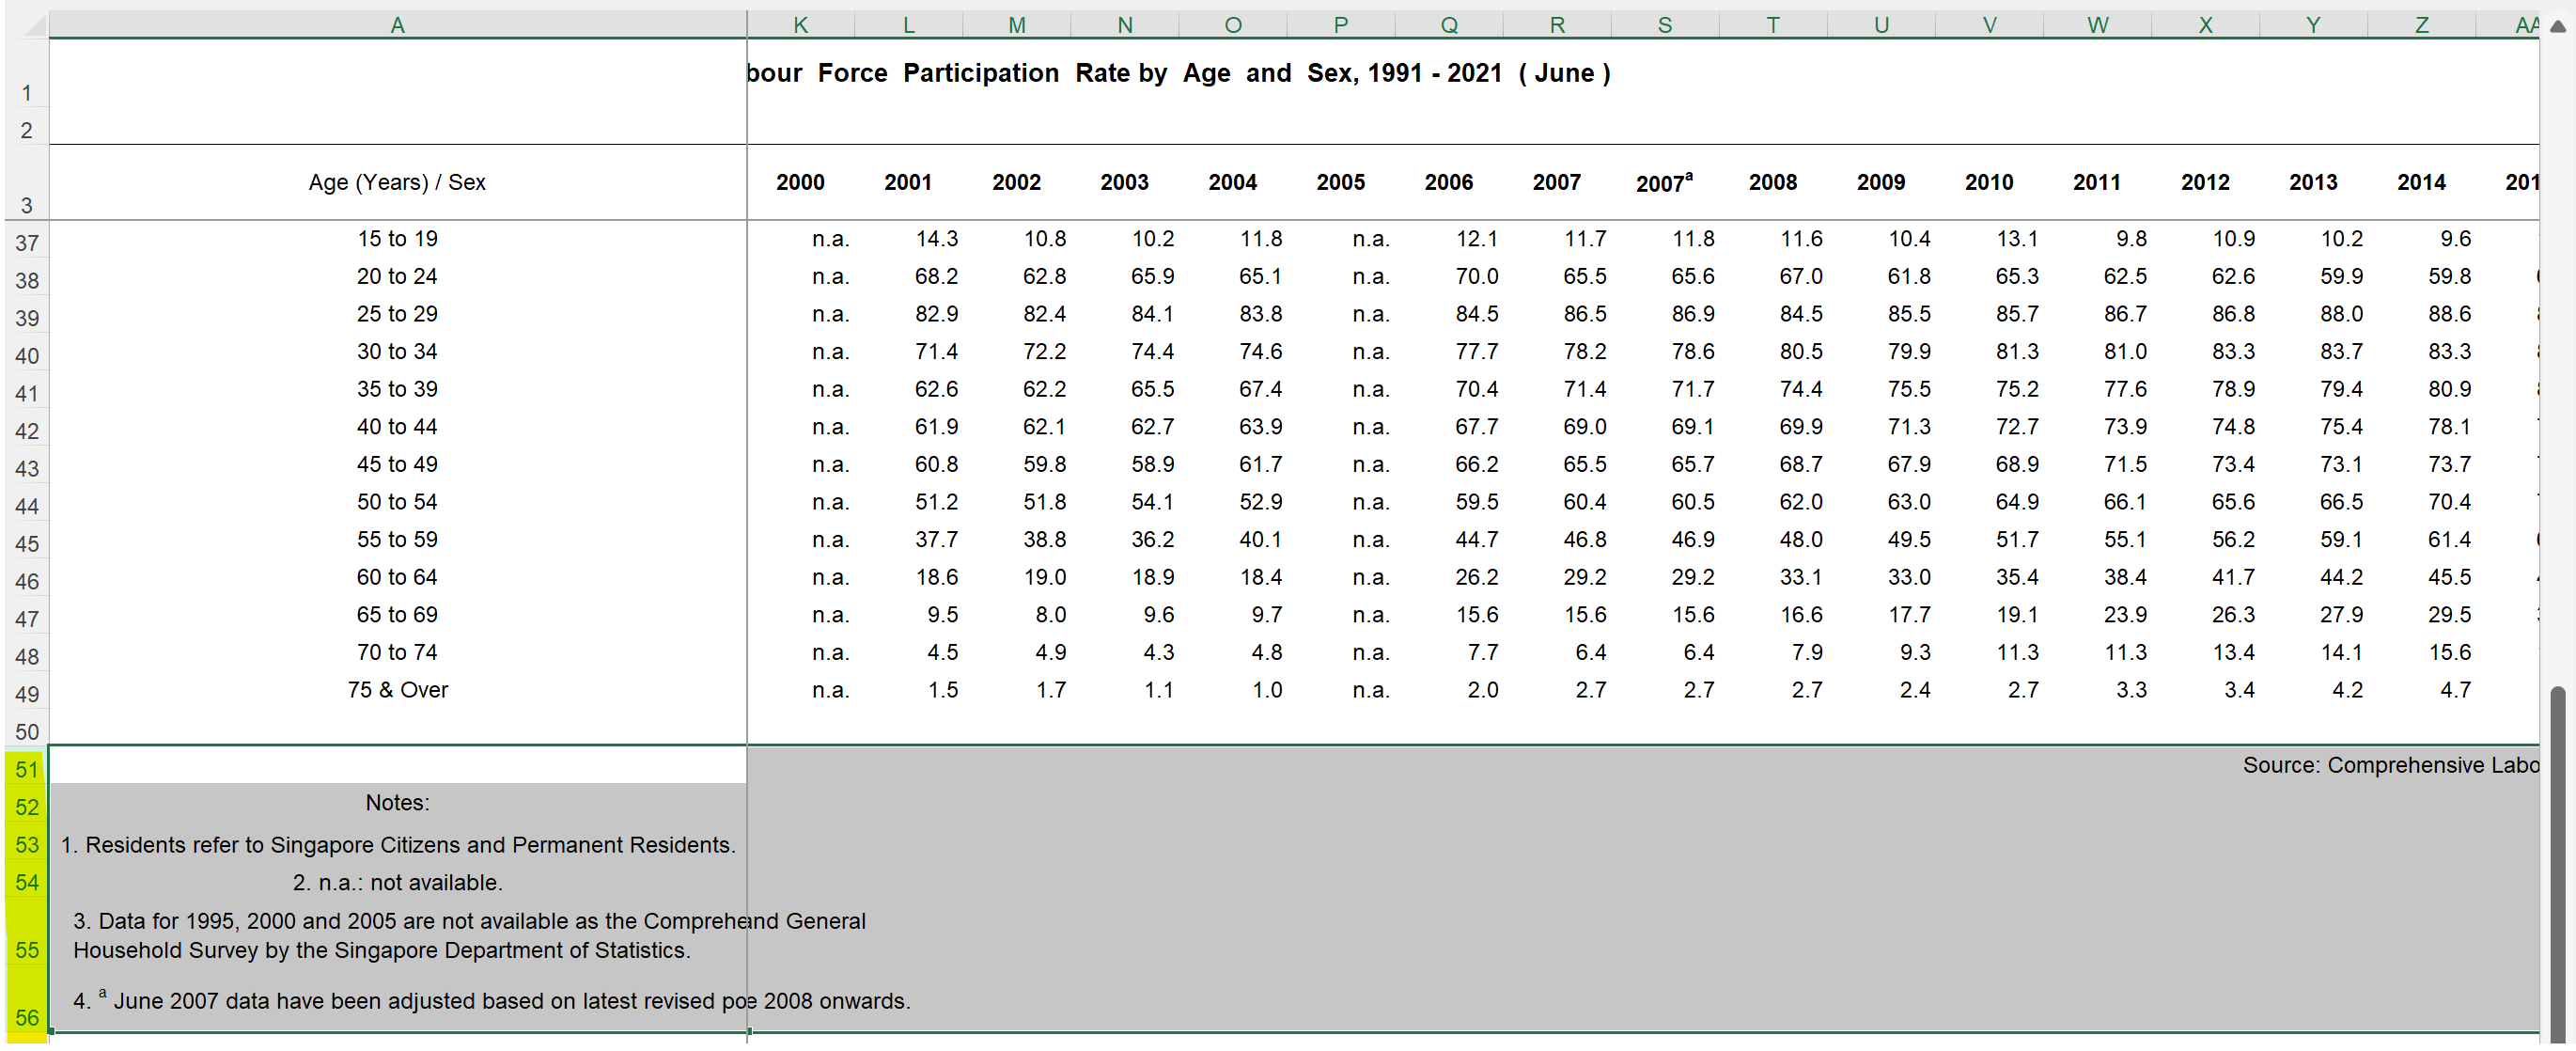 A K L M N O P Q R S T U V W X Y Z AA
1 bour Force Participation Rate by Age and Sex, 1991 - 2021 ( June )
2
3 Age (Years) / Sex 2000 2001 2002 2003 2004 2005 2006 2007 2007a 2008 2009 2010 2011 2012 2013 2014 201
37 15 to 19 n.a. 14.3 10.8 10.2 11.8 n.a. 12.1 11.7 11.8 11.6 10.4 13.1 9.8 10.9 10.2 9.6
38 20 to 24 n.a. 68.2 62.8 65.9 65.1 n.a. 70.0 65.5 65.6 67.0 61.8 65.3 62.5 62.6 59.9 59.8
39 25 to 29 n.a. 82.9 82.4 84.1 83.8 n.a. 84.5 86.5 86.9 84.5 85.5 85.7 86.7 86.8 88.0 88.6
40 30 to 34 n.a. 71.4 72.2 74.4 74.6 n.a. 77.7 78.2 78.6 80.5 79.9 81.3 81.0 83.3 83.7 83.3
41 35 to 39 n.a. 62.6 62.2 65.5 67.4 n.a. 70.4 71.4 71.7 74.4 75.5 75.2 77.6 78.9 79.4 80.9
42 40 to 44 n.a. 61.9 62.1 62.7 63.9 n.a. 67.7 69.0 69.1 69.9 71.3 72.7 73.9 74.8 75.4 78.1
43 45 to 49 n.a. 60.8 59.8 58.9 61.7 n.a. 66.2 65.5 65.7 68.7 67.9 68.9 71.5 73.4 73.1 73.7
44 50 to 54 n.a. 51.2 51.8 54.1 52.9 n.a. 59.5 60.4 60.5 62.0 63.0 64.9 66.1 65.6 66.5 70.4
45 55 to 59 n.a. 37.7 38.8 36.2 40.1 n.a. 44.7 46.8 46.9 48.0 49.5 51.7 55.1 56.2 59.1 61.4
46 60 to 64 n.a. 18.6 19.0 18.9 18.4 n.a. 26.2 29.2 29.2 33.1 33.0 35.4 38.4 41.7 44.2 45.5
47 65 to 69 n.a. 9.5 8.0 9.6 9.7 n.a. 15.6 15.6 15.6 16.6 17.7 19.1 23.9 26.3 27.9 29.5
48 70 to 74 n.a. 4.5 4.9 4.3 4.8 n.a. 7.7 6.4 6.4 7.9 9.3 11.3 11.3 13.4 14.1 15.6
49 75 & Over n.a. 1.5 1.7 1.1 1.0 n.a. 2.0 2.7 2.7 2.7 2.4 2.7 3.3 3.4 4.2 4.7
50
51 Source: Comprehensive Labo
52 Notes:
53 1. Residents refer to Singapore Citizens and Permanent Residents.
54 2. n.a.: not available.
3. Data for 1995, 2000 and 2005 are not available as the Comprehand General
55 Household Survey by the Singapore Department of Statistics.
56 4. a June 2007 data have been adjusted based on latest revised poe 2008 onwards.